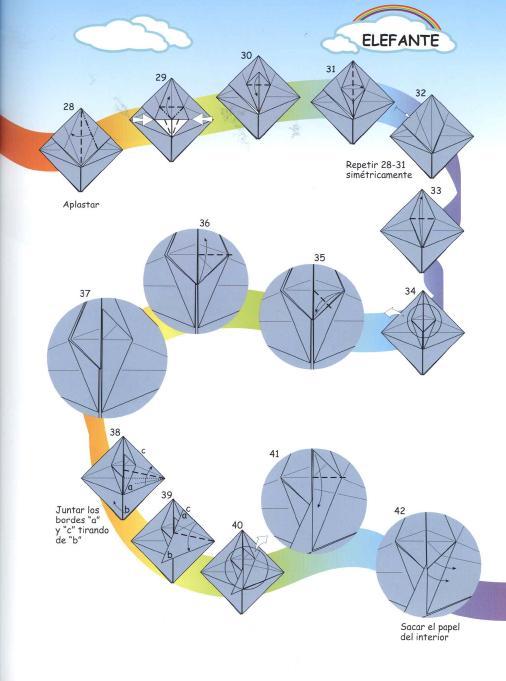 ELEFANTE
28
29
30
31
32
Aplastar
Repetir 28-31
simétricamente
33
34
35
36
37
38
c
a
b
Juntar los
bordes "a"
y "c" tirando
de "b"
39
c
a
b
40
41
42
Sacar el papel
del interior